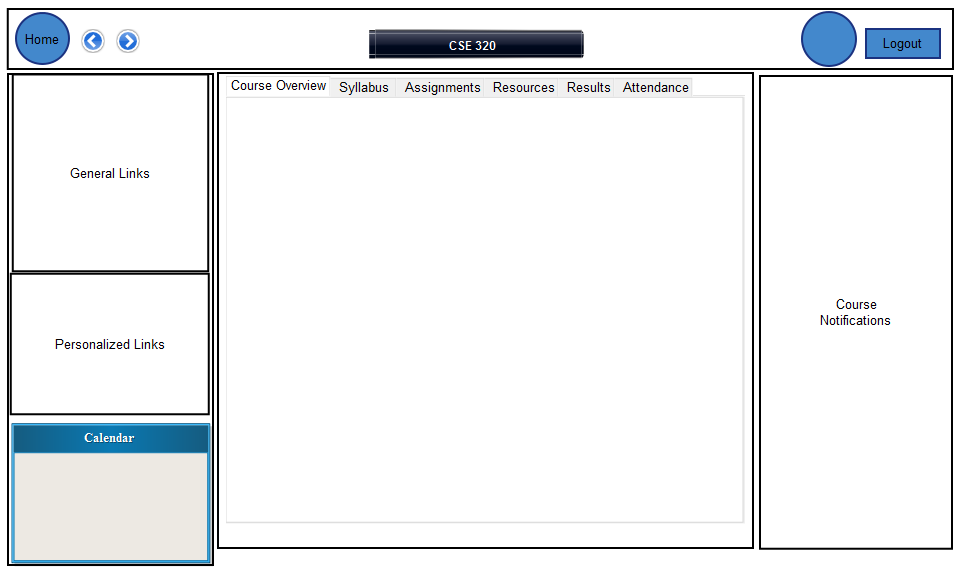 Home
CSE 320
Logout
General Links
Personalized Links
Calendar
Course Overview
Syllabus
Assignments
Resources
Results
Attendance
Course
Notifications